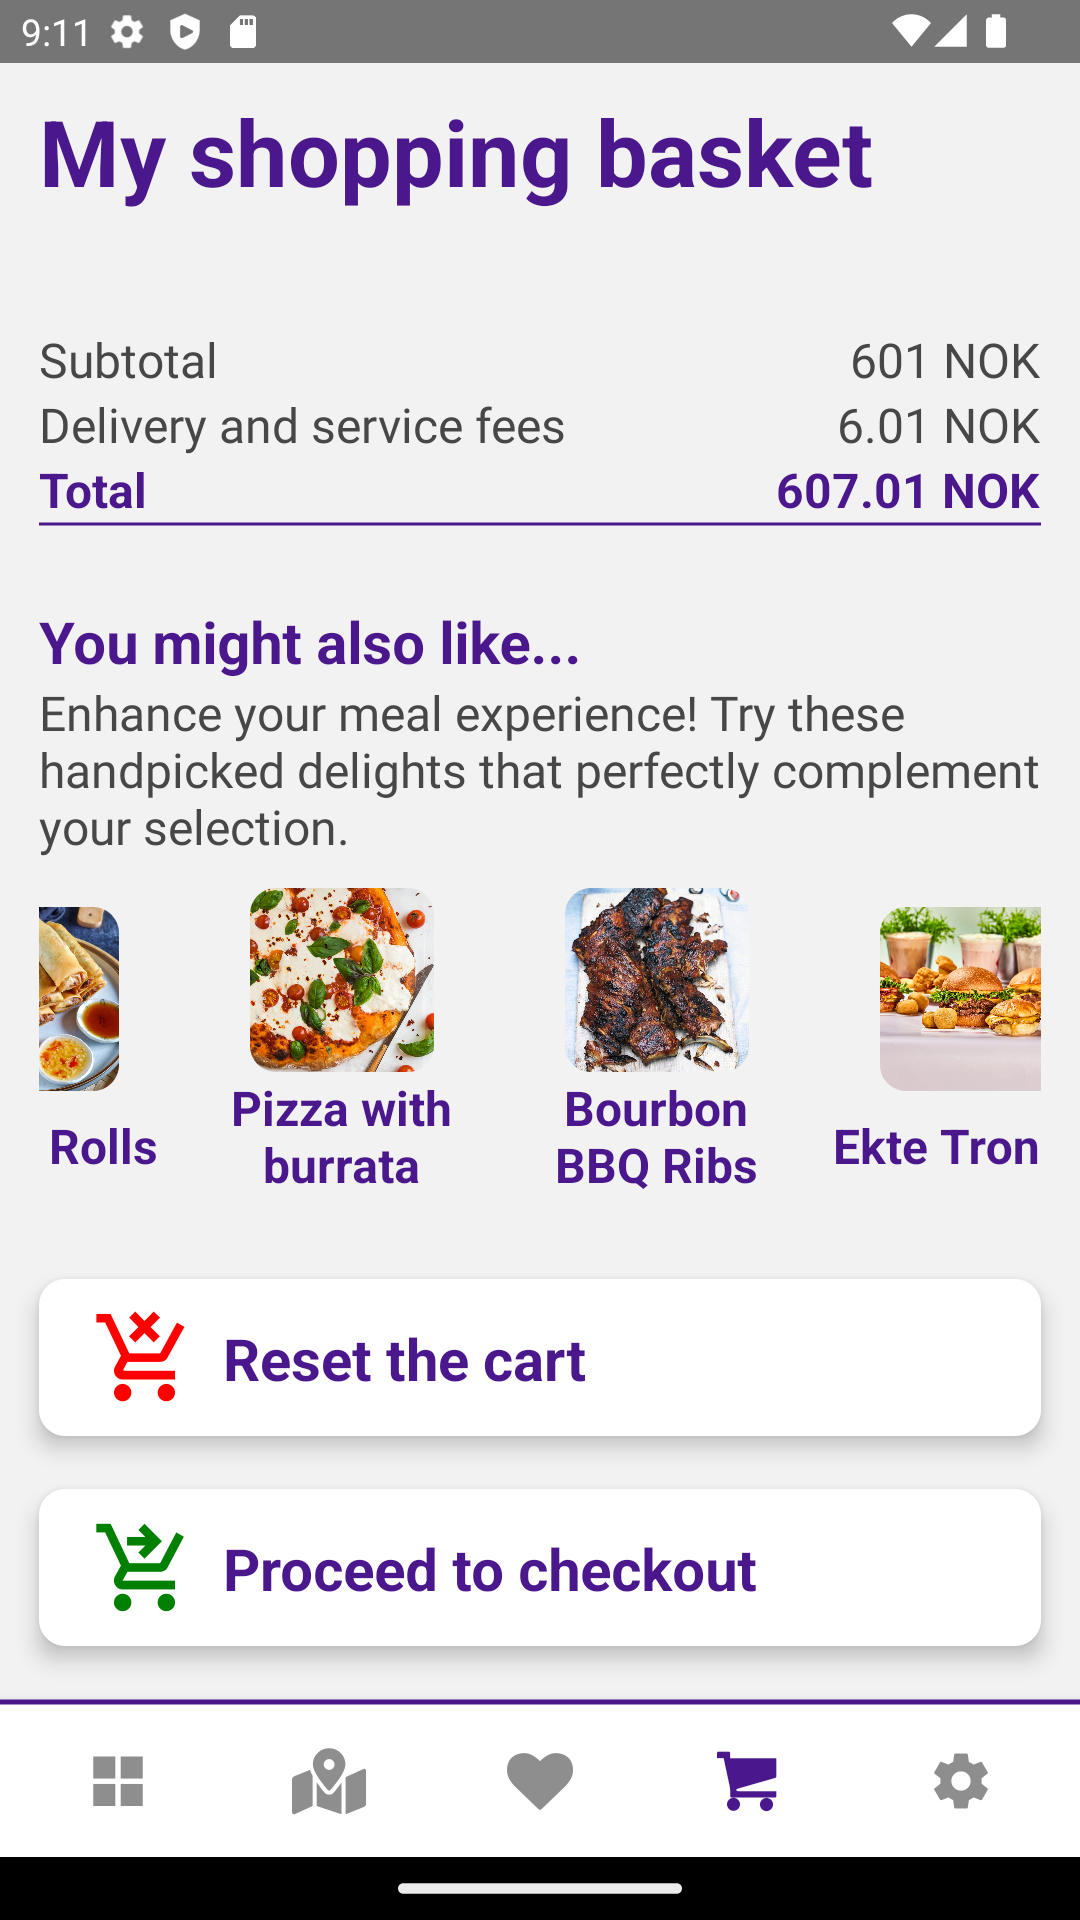 9:11
My shopping basket
Subtotal 601 NOK
Delivery and service fees 6.01 NOK
Total 607.01 NOK
You might also like...
Enhance your meal experience! Try these
handpicked delights that perfectly complement
your selection.
Rolls
Pizza with
burrata
Bourbon
BBQ Ribs
Ekte Tron
Reset the cart
Proceed to checkout